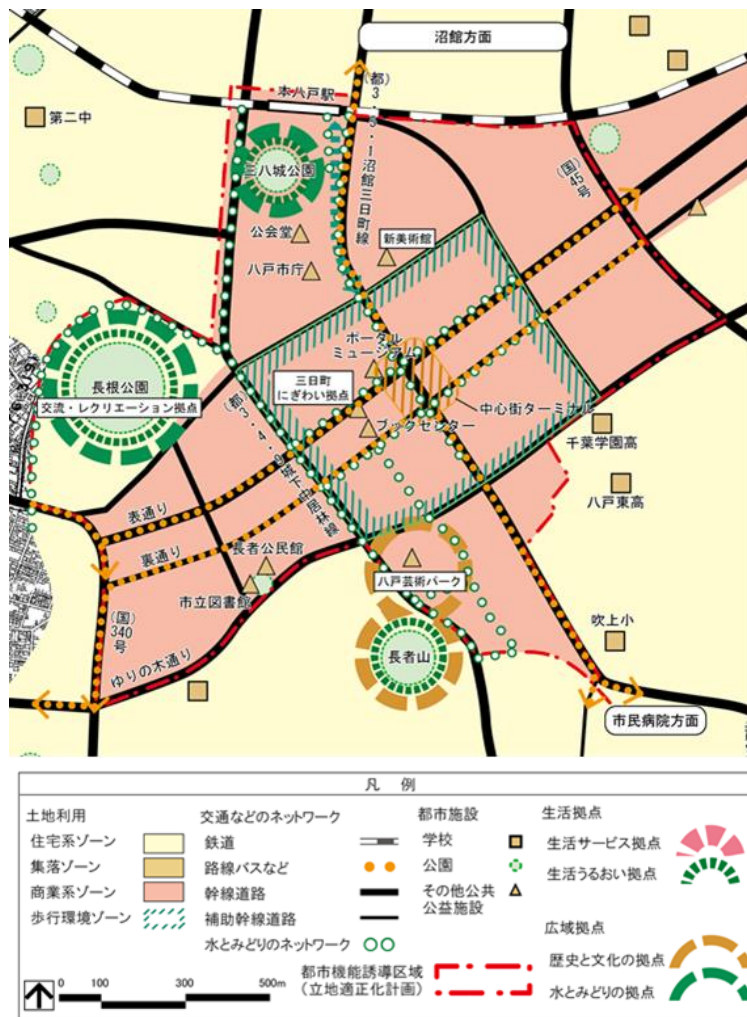 沼館方面
本八戸駅
(都)3・3・1沼館三日町線
第二中
三八城公園
(国)45号
公会堂
新美術館
八戸市庁
ポータル
ミュージアム
長根公園
交流・レクリエーション拠点
三日町
にぎわい拠点
中心街ターミナル
ブックセンター
千葉学園高
(都)3・4・9城下中居林線
八戸東高
表通り
裏通り
長者公民館
八戸芸術パーク
市立図書館
吹上小
(国)340号
長者山
ゆりの木通り
市民病院方面
凡 例
土地利用
住宅系ゾーン
集落ゾーン
商業系ゾーン
歩行環境ゾーン
交通などのネットワーク
鉄道
路線バスなど
幹線道路
補助幹線道路
水とみどりのネットワーク
都市施設
学校
公園
その他公共
公益施設
生活拠点
生活サービス拠点
生活うるおい拠点
広域拠点
歴史と文化の拠点
水とみどりの拠点
都市機能誘導区域
(立地適正化計画)
0 100 300 500m